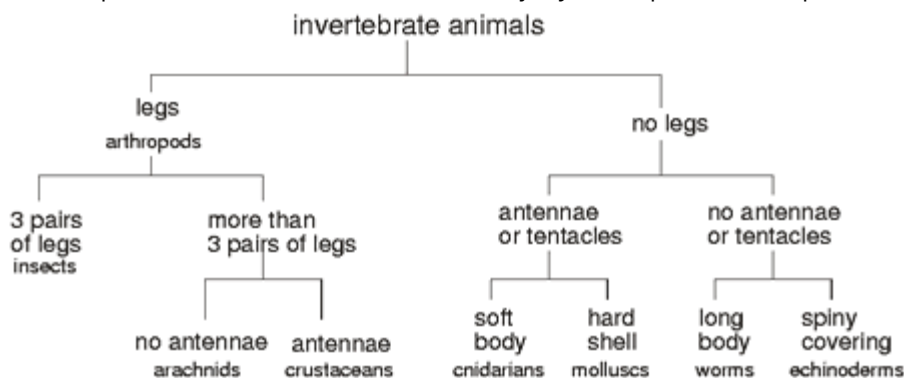 invertebrate animals
legs
arthropods
no legs
3 pairs
of legs
insects
more than
3 pairs of legs
antennae
or tentacles
no antennae
or tentacles
no antennae
arachnids
antennae
crustaceans
soft
body
cnidarians
hard
shell
molluscs
long
body
worms
spiny
covering
echinoderms